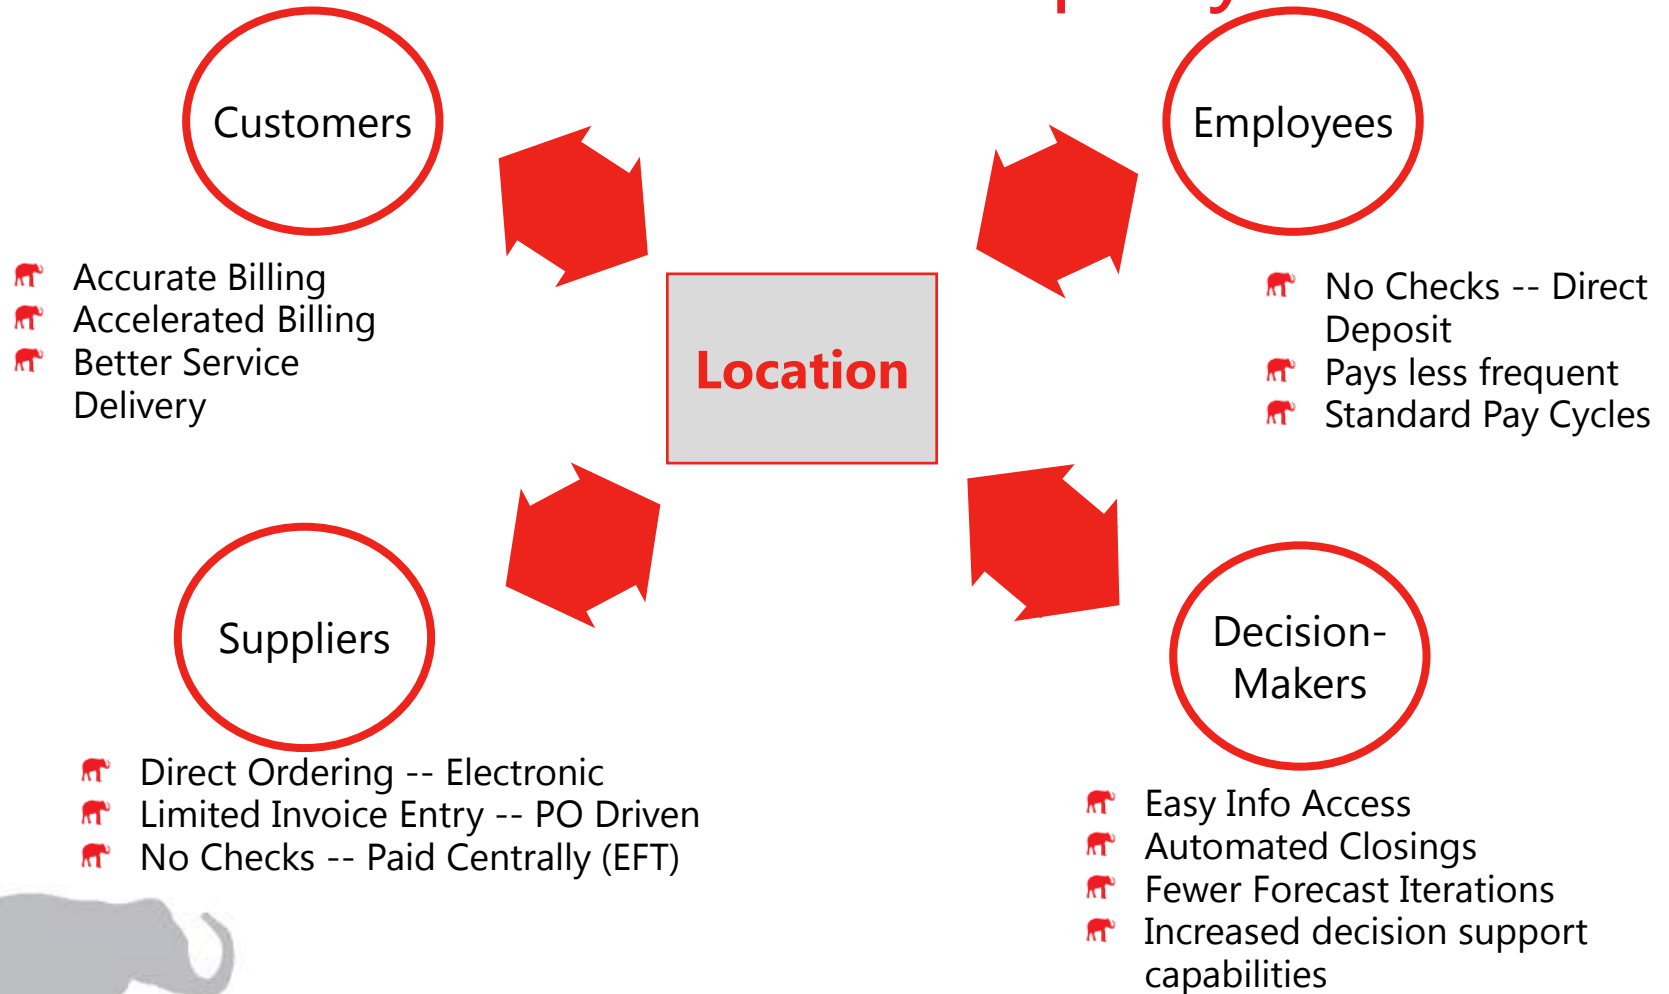 Customers
Accurate Billing
Accelerated Billing
Better Service
Delivery
Employees
No Checks -- Direct
Deposit
Pays less frequent
Standard Pay Cycles
Location
Suppliers
Direct Ordering -- Electronic
Limited Invoice Entry -- PO Driven
No Checks -- Paid Centrally (EFT)
Decision-
Makers
Easy Info Access
Automated Closings
Fewer Forecast Iterations
Increased decision support
capabilities